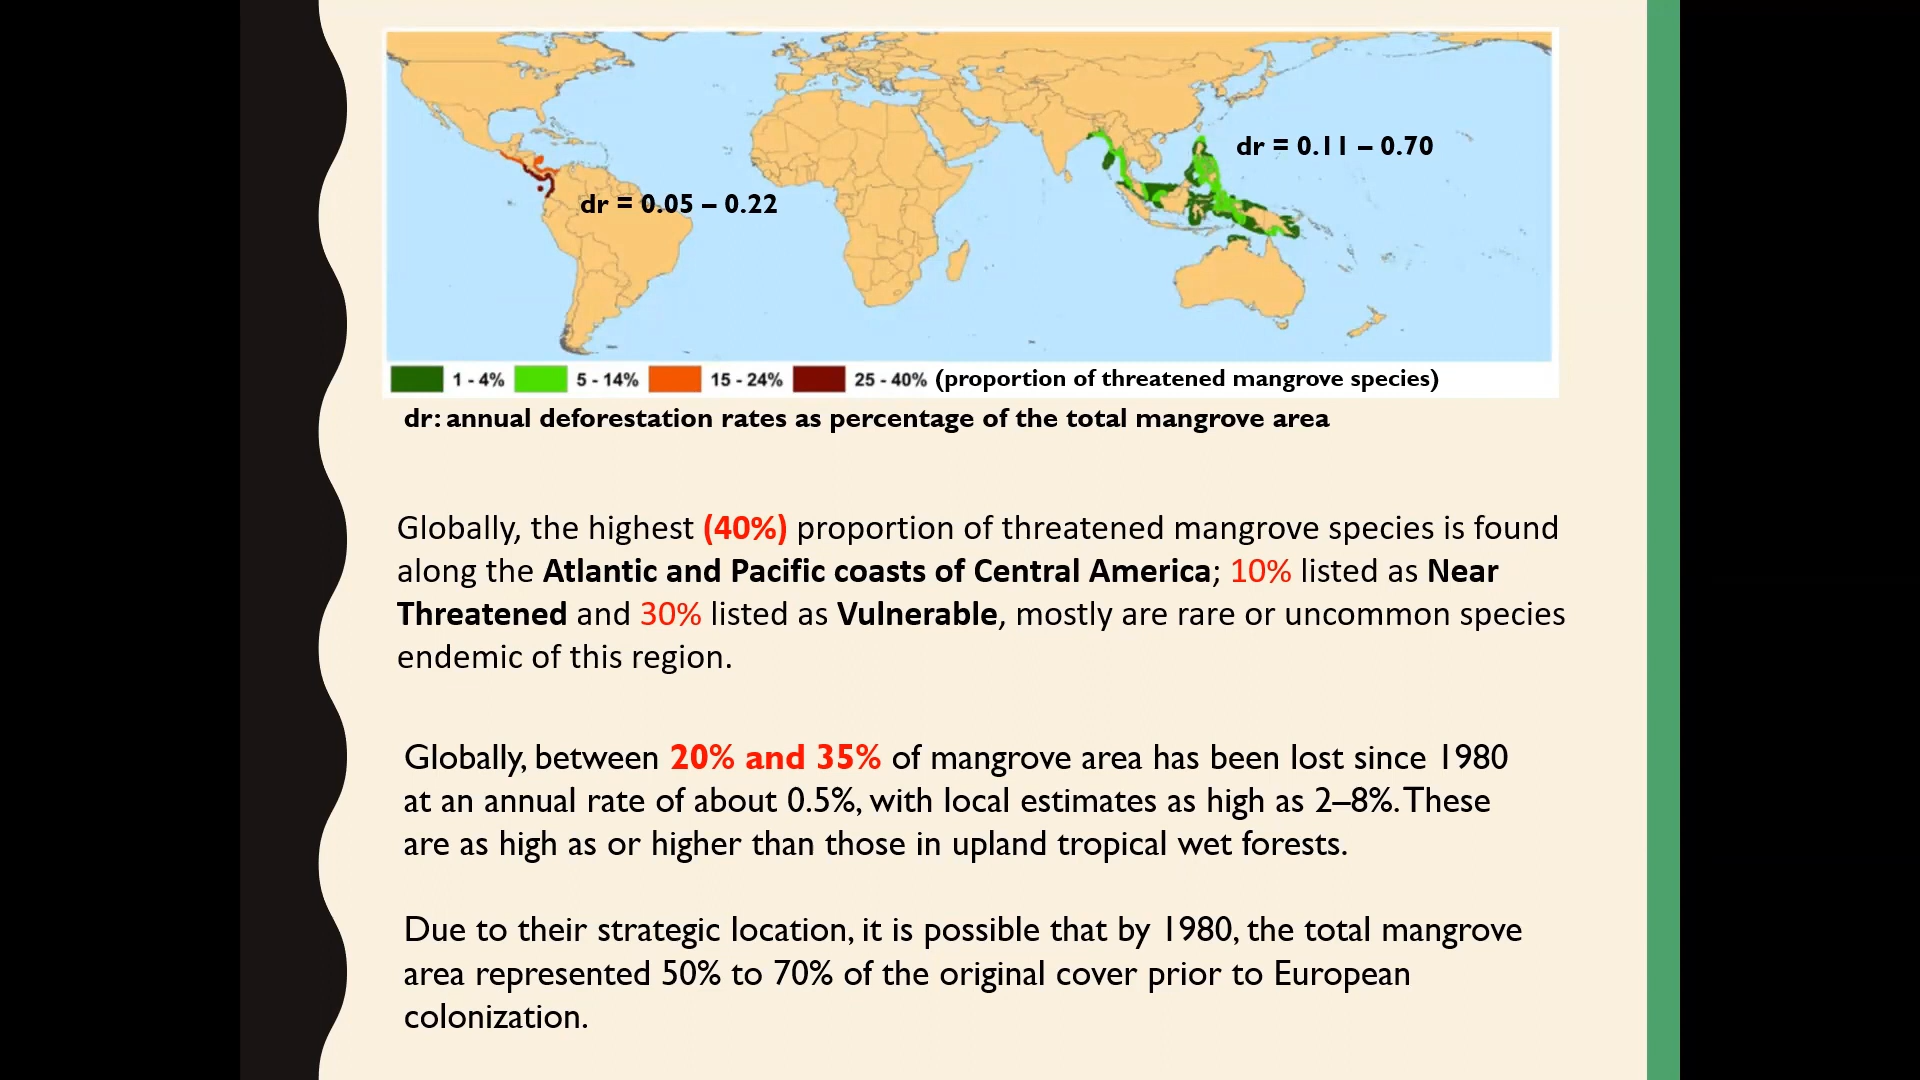 dr = 0.11 – 0.70
dr = 0.05 – 0.22
1 - 4% 5 - 14% 15 - 24% 25 - 40% (proportion of threatened mangrove species)
dr: annual deforestation rates as percentage of the total mangrove area
Globally, the highest (40%) proportion of threatened mangrove species is found
along the Atlantic and Pacific coasts of Central America; 10% listed as Near
Threatened and 30% listed as Vulnerable, mostly are rare or uncommon species
endemic of this region.
Globally, between 20% and 35% of mangrove area has been lost since 1980
at an annual rate of about 0.5%, with local estimates as high as 2–8%. These
are as high as or higher than those in upland tropical wet forests.
Due to their strategic location, it is possible that by 1980, the total mangrove
area represented 50% to 70% of the original cover prior to European
colonization.